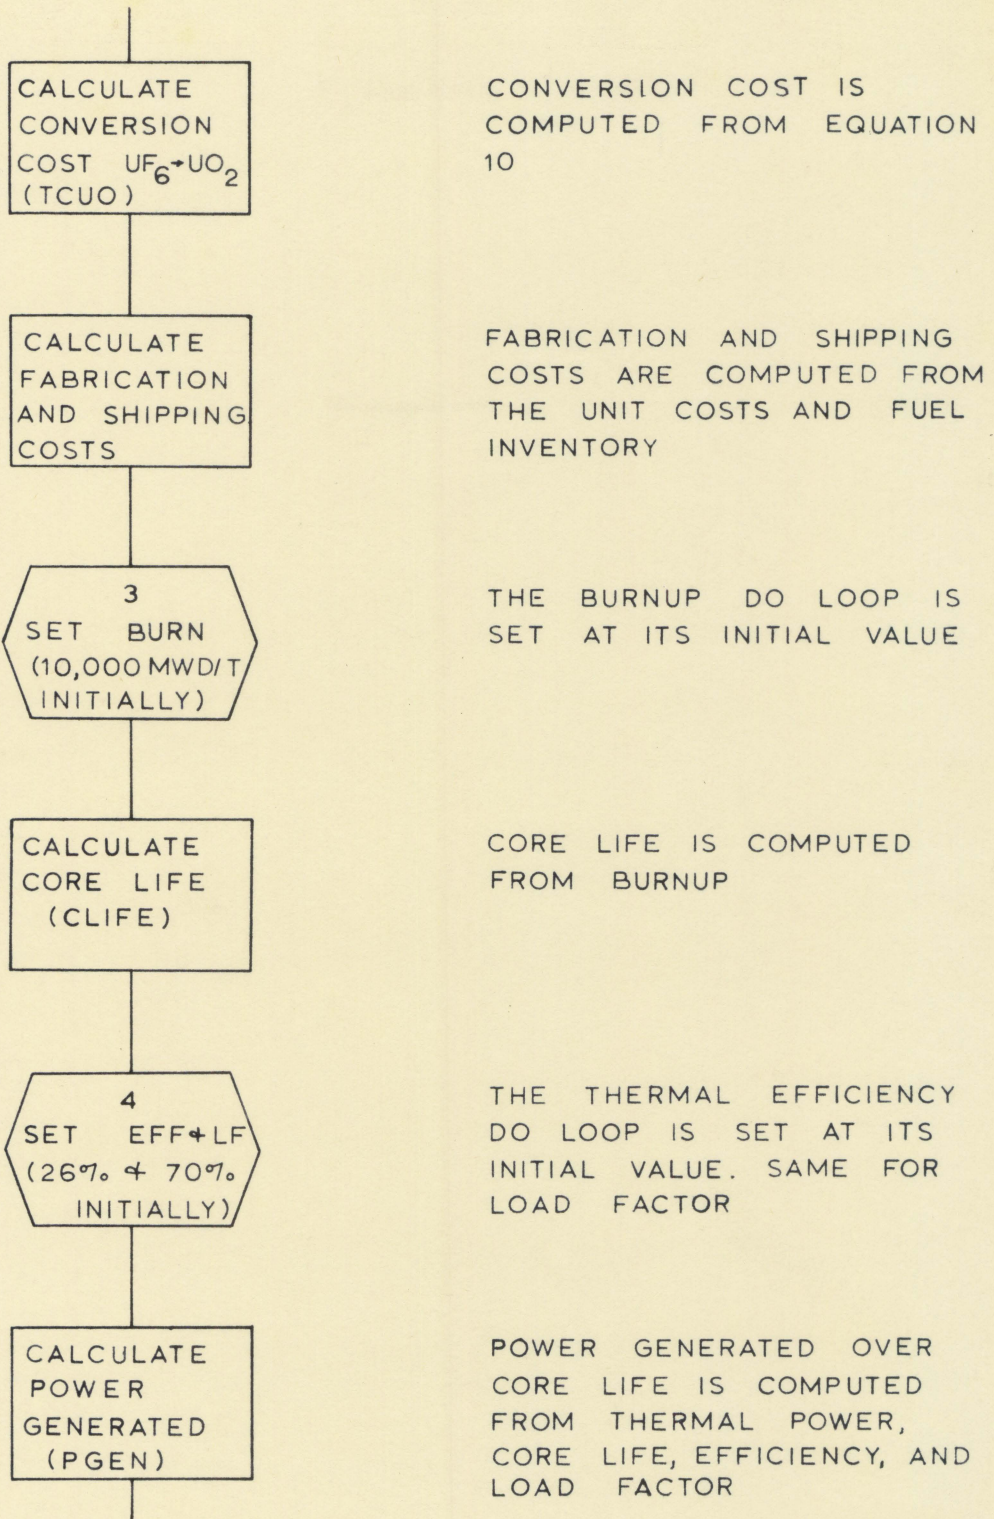 CALCULATE
CONVERSION
COST UF6→UO2
(TCUO)
CONVERSION COST IS
COMPUTED FROM EQUATION
10
CALCULATE
FABRICATION
AND SHIPPING
COSTS
FABRICATION AND SHIPPING
COSTS ARE COMPUTED FROM
THE UNIT COSTS AND FUEL
INVENTORY
3
SET BURN
(10,000 MWD/T
INITIALLY)
THE BURNUP DO LOOP IS
SET AT ITS INITIAL VALUE
CALCULATE
CORE LIFE
(CLIFE)
CORE LIFE IS COMPUTED
FROM BURNUP
4
SET EFF & LF
(26% & 70%
INITIALLY)
THE THERMAL EFFICIENCY
DO LOOP IS SET AT ITS
INITIAL VALUE. SAME FOR
LOAD FACTOR
CALCULATE
POWER
GENERATED
(PGEN)
POWER GENERATED OVER
CORE LIFE IS COMPUTED
FROM THERMAL POWER,
CORE LIFE, EFFICIENCY, AND
LOAD FACTOR